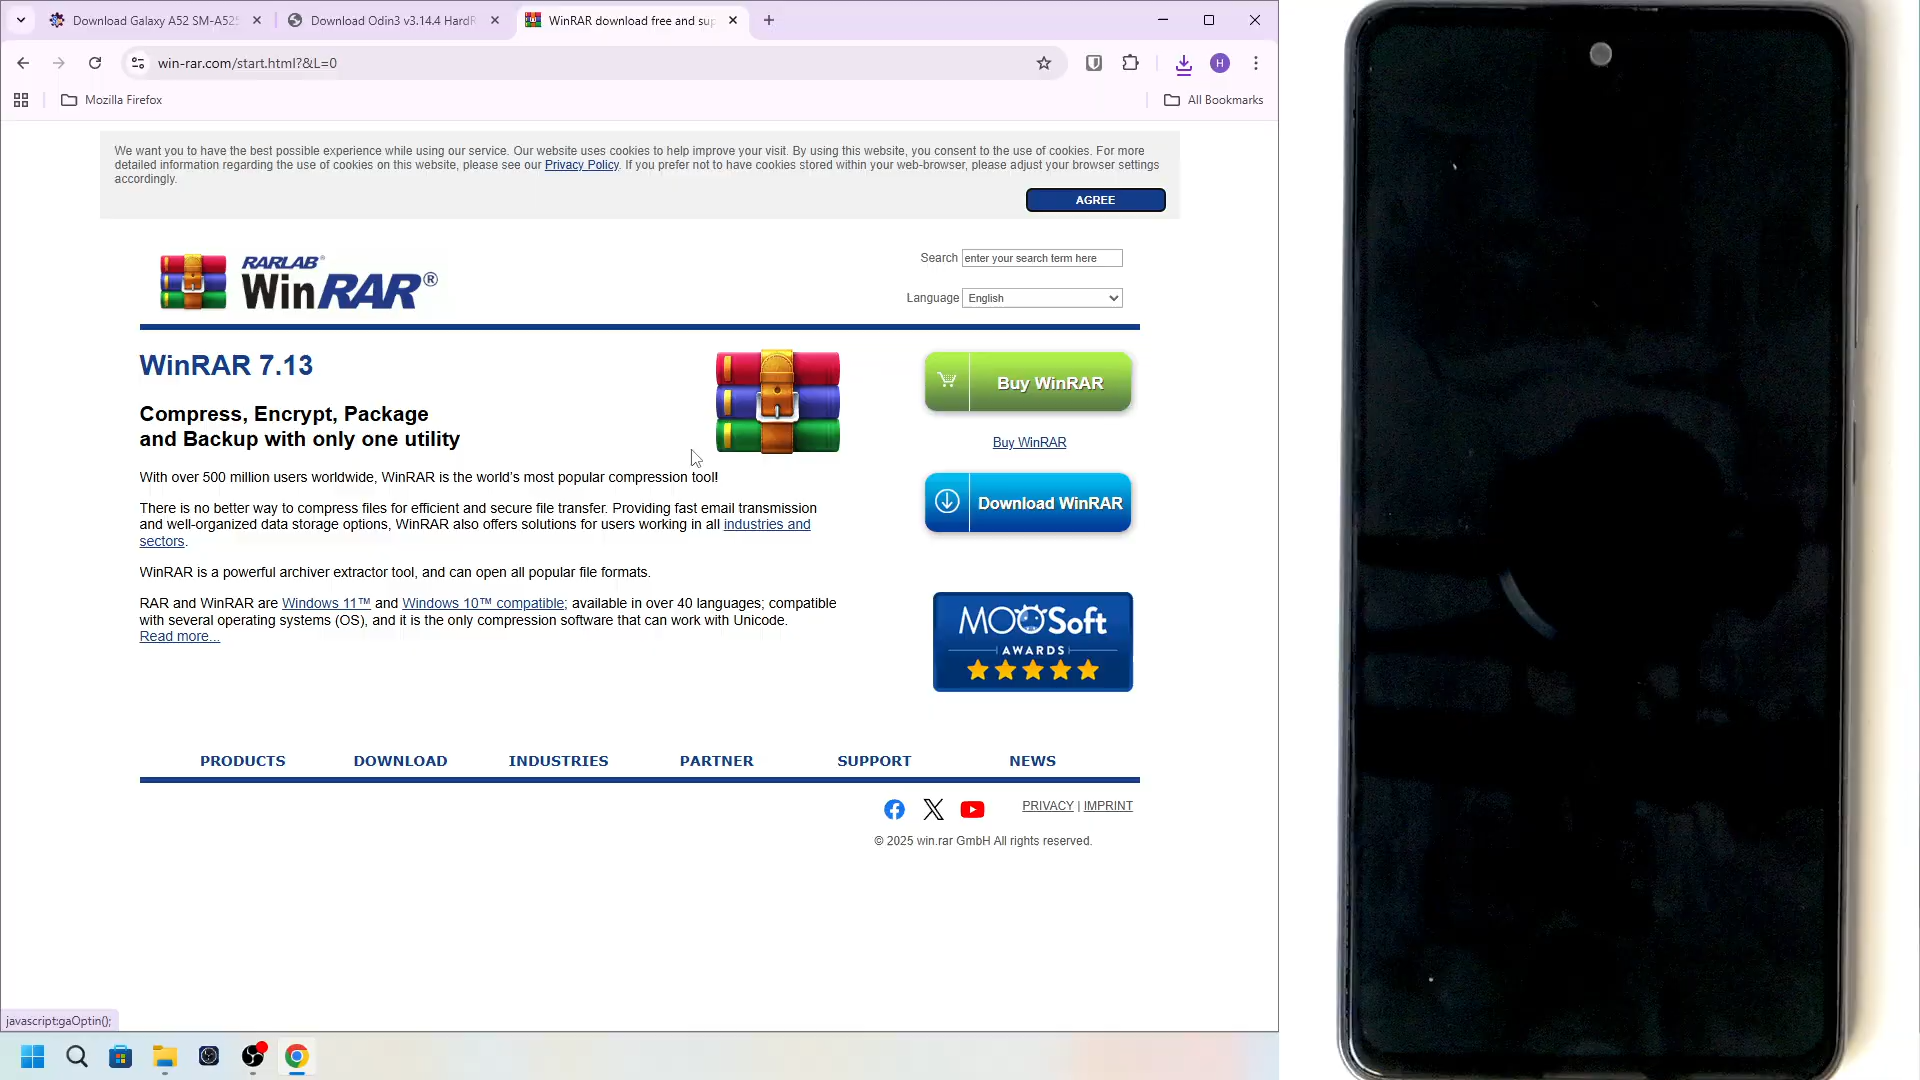 Download Galaxy A52 SM-A525
Download Odin3 v3.14.4 HardR
WinRAR download free and sup
win-rar.com/start.html?&L=0
H
Mozilla Firefox
All Bookmarks
We want you to have the best possible experience while using our service. Our website uses cookies to help improve your visit. By using this website, you consent to the use of cookies. For more
detailed information regarding the use of cookies on this website, please see our Privacy Policy. If you prefer not to have cookies stored within your web-browser, please adjust your browser settings
accordingly.
AGREE
RARLAB®
WinRAR®
Search enter your search term here
Language English
WinRAR 7.13
Compress, Encrypt, Package
and Backup with only one utility
With over 500 million users worldwide, WinRAR is the world's most popular compression tool!
There is no better way to compress files for efficient and secure file transfer. Providing fast email transmission
and well-organized data storage options, WinRAR also offers solutions for users working in all industries and
sectors.
WinRAR is a powerful archiver extractor tool, and can open all popular file formats.
RAR and WinRAR are Windows 11™ and Windows 10™ compatible; available in over 40 languages; compatible
with several operating systems (OS), and it is the only compression software that can work with Unicode.
Read more...
Buy WinRAR
Buy WinRAR
Download WinRAR
MOOSoft
AWARDS
PRODUCTS DOWNLOAD INDUSTRIES PARTNER SUPPORT NEWS
PRIVACY | IMPRINT
© 2025 win.rar GmbH All rights reserved.
javascript:gaOptin();